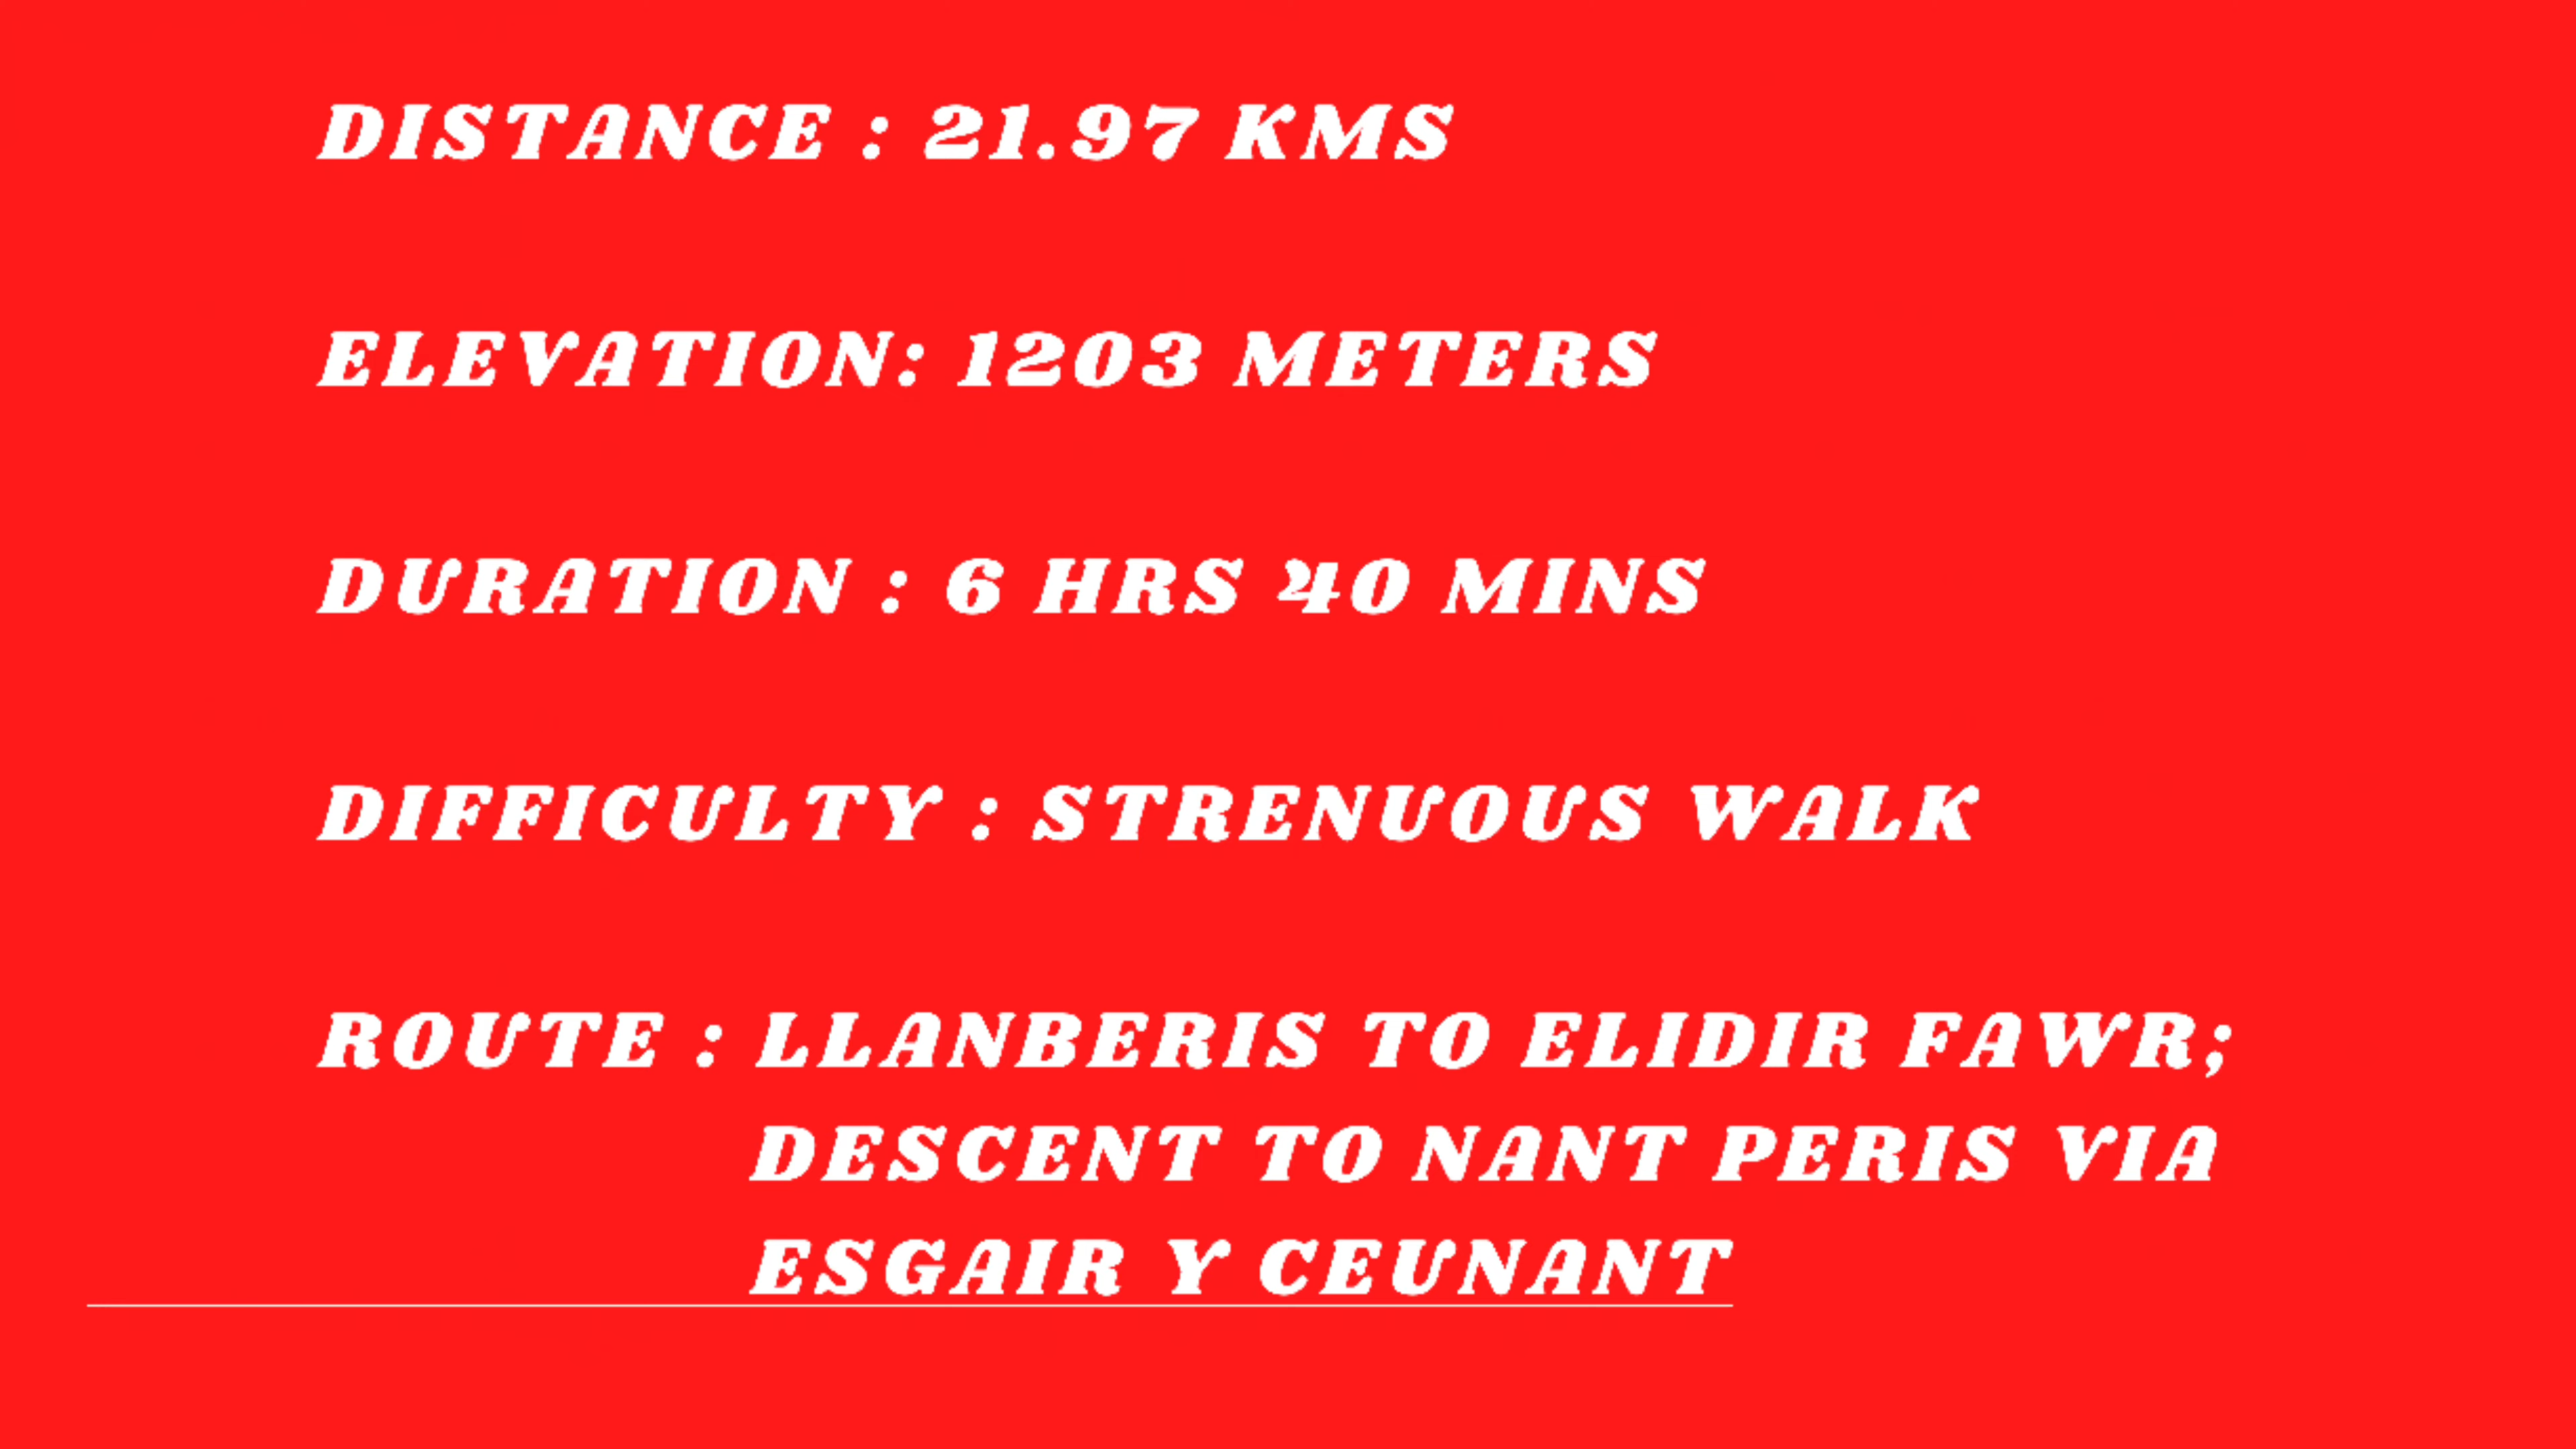 DISTANCE : 21.97 KMS
ELEVATION: 1203 METERS
DURATION : 6 HRS 40 MINS
DIFFICULTY : STRENUOUS WALK
ROUTE : LLANBERIS TO ELIDIR FAWR;
DESCENT TO NANT PERIS VIA
ESGAIR Y CEUNANT